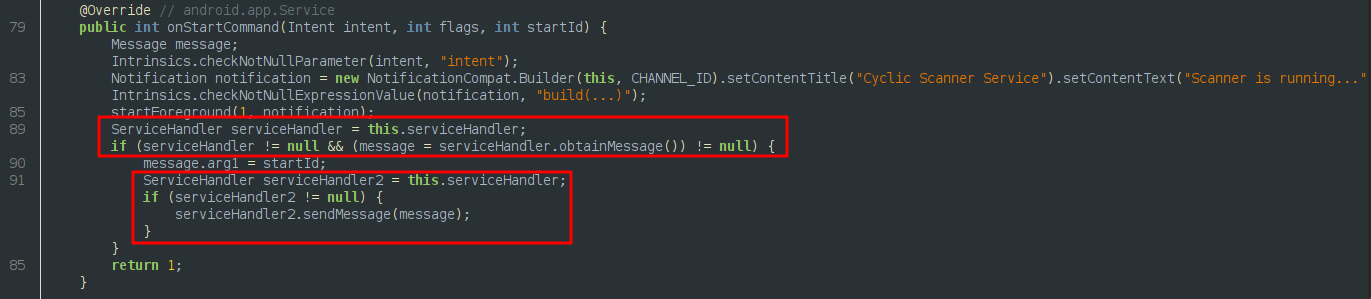 @Override // android.app.Service
79 public int onStartCommand(Intent intent, int flags, int startId) {
Message message;
Intrinsics.checkNotNullParameter(intent, "intent");
83 Notification notification = new NotificationCompat.Builder(this, CHANNEL_ID).setContentTitle("Cyclic Scanner Service").setContentText("Scanner is running..."
Intrinsics.checkNotNullExpressionValue(notification, "build(...)");
85 startForeground(1, notification);
89 ServiceHandler serviceHandler = this.serviceHandler;
if (serviceHandler != null && (message = serviceHandler.obtainMessage()) != null) {
90 message.arg1 = startId;
91 ServiceHandler serviceHandler2 = this.serviceHandler;
if (serviceHandler2 != null) {
serviceHandler2.sendMessage(message);
}
}
85 return 1;
}